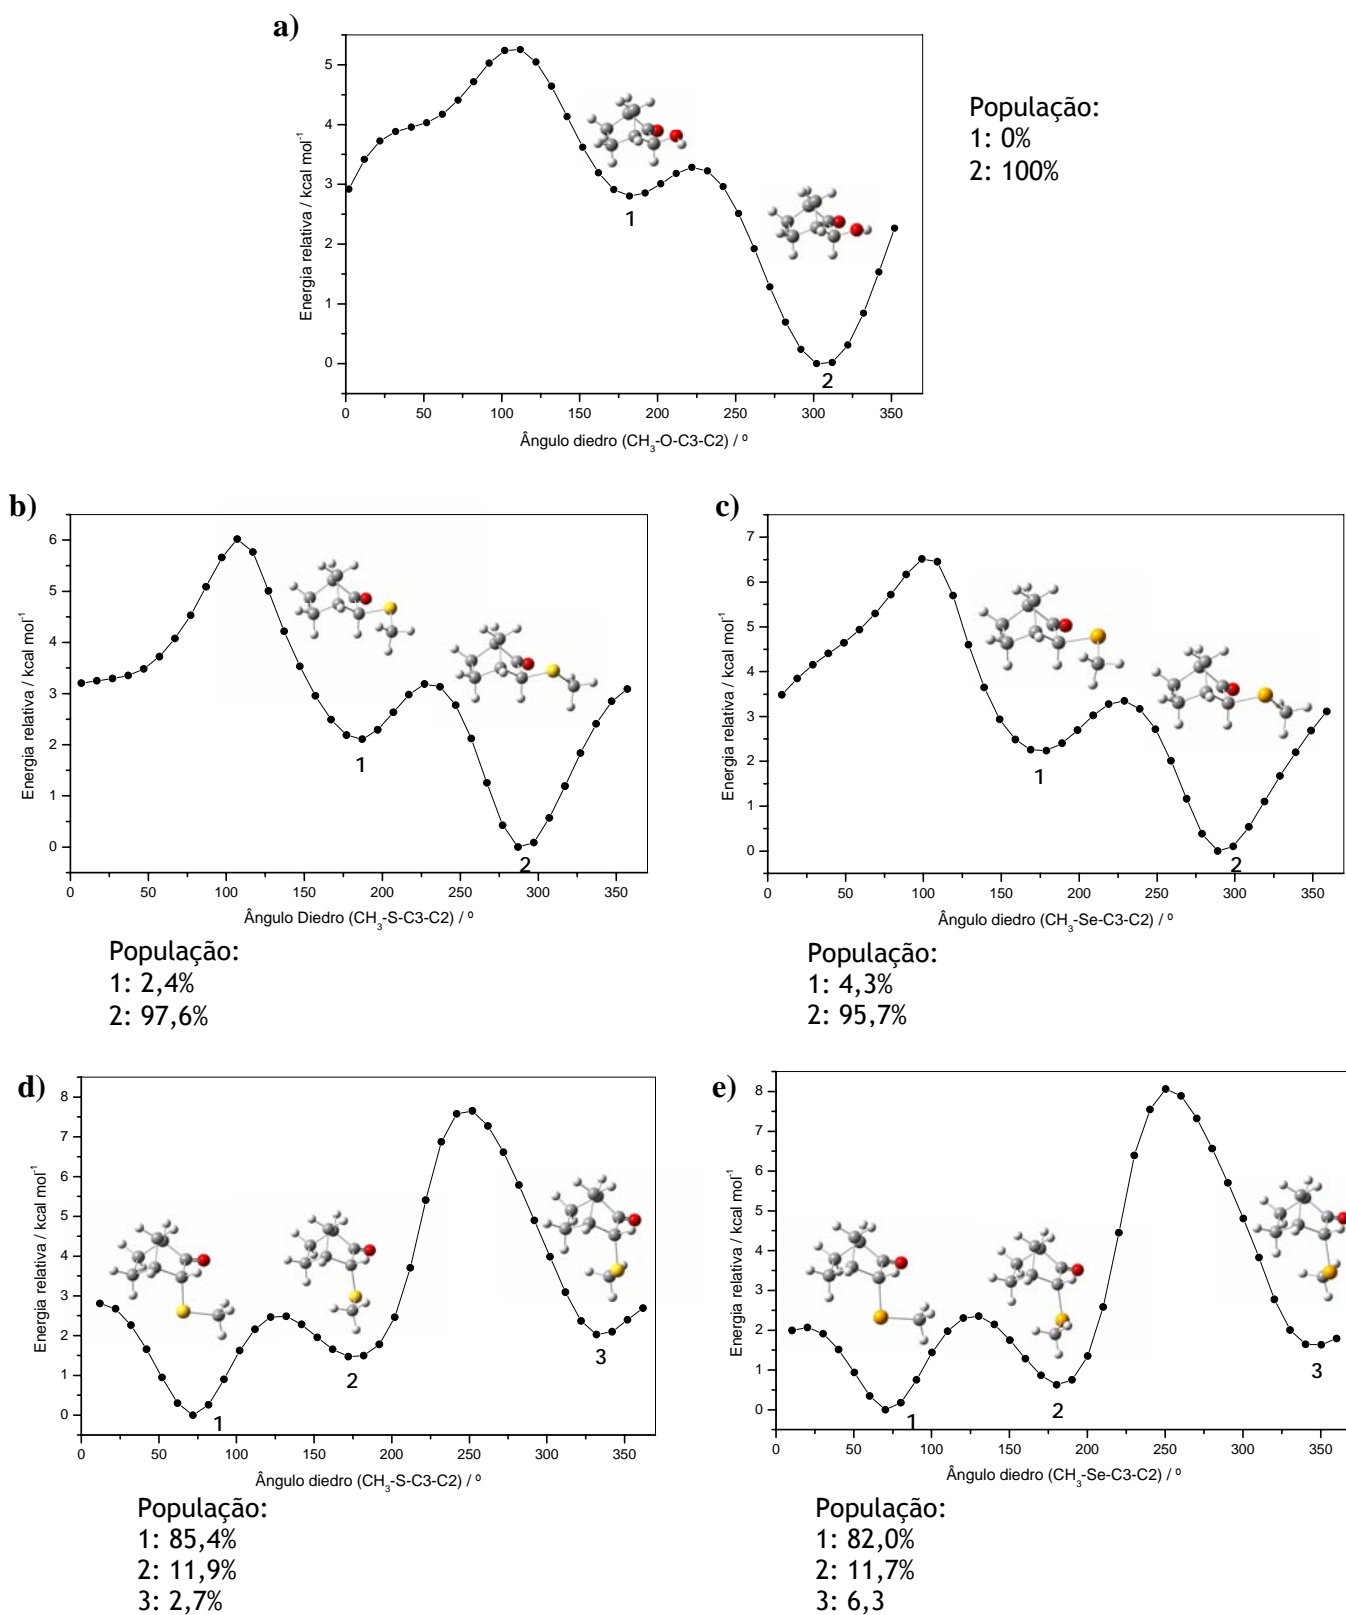 a)
Energia relativa / kcal mol⁻¹
5
4
3
2
1
0
1
2
0 50 100 150 200 250 300 350
Ângulo diedro (CH₃-O-C3-C2) / º
População:
1: 0%
2: 100%
b)
Energia relativa / kcal mol⁻¹
6
5
4
3
2
1
0
1
2
0 50 100 150 200 250 300 350
Ângulo Diedro (CH₃-S-C3-C2) / º
População:
1: 2,4%
2: 97,6%
c)
Energia relativa / kcal mol⁻¹
7
6
5
4
3
2
1
0
1
2
0 50 100 150 200 250 300 350
Ângulo diedro (CH₃-Se-C3-C2) / º
População:
1: 4,3%
2: 95,7%
d)
Energia relativa / kcal mol⁻¹
8
7
6
5
4
3
2
1
0
1
2
3
0 50 100 150 200 250 300 350
Ângulo diedro (CH₃-S-C3-C2) / º
População:
1: 85,4%
2: 11,9%
3: 2,7%
e)
Energia relativa / kcal mol⁻¹
8
7
6
5
4
3
2
1
0
1
2
3
0 50 100 150 200 250 300 350
Ângulo diedro (CH₃-Se-C3-C2) / º
População:
1: 82,0%
2: 11,7%
3: 6,3